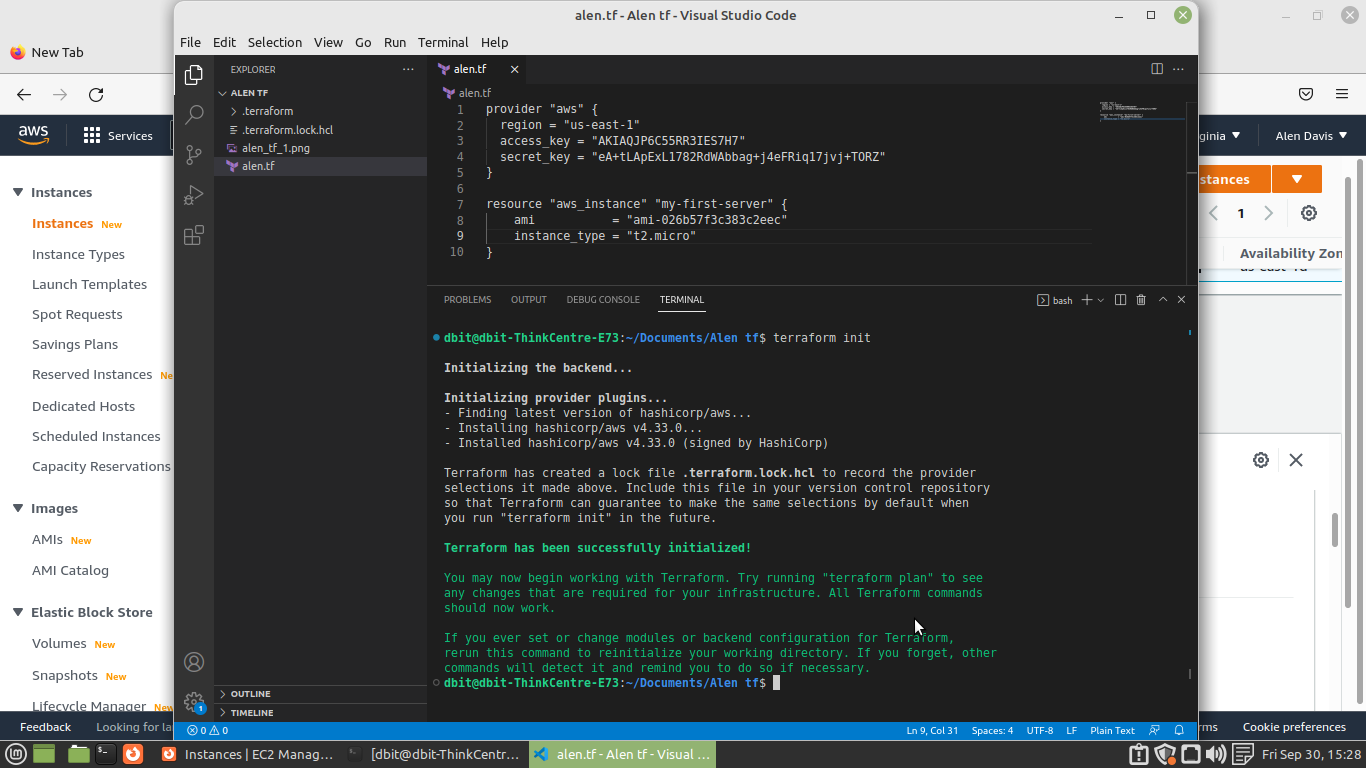 alen.tf - Alen tf - Visual Studio Code
New Tab
File Edit Selection View Go Run Terminal Help
aws
Services
ginia
Alen Davis
Instances
Instances New
Instance Types
Launch Templates
Spot Requests
Savings Plans
Reserved Instances Ne
Dedicated Hosts
Scheduled Instances
Capacity Reservations
Images
AMIs New
AMI Catalog
Elastic Block Store
Volumes New
Snapshots New
Lifecycle Manager New
EXPLORER
ALEN TF
.terraform
.terraform.lock.hcl
alen_tf_1.png
alen.tf
OUTLINE
TIMELINE
alen.tf
alen.tf
1 provider "aws" {
2 region = "us-east-1"
3 access_key = "AKIAQJP6C55RR3IES7H7"
4 secret_key = "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"
5 }
6
7 resource "aws_instance" "my-first-server" {
8 ami = "ami-026b57f3c383c2eec"
9 instance_type = "t2.micro"
10 }
PROBLEMS OUTPUT DEBUG CONSOLE TERMINAL
bash
dbit@dbit-ThinkCentre-E73:~/Documents/Alen tf$ terraform init
Initializing the backend...
Initializing provider plugins...
- Finding latest version of hashicorp/aws...
- Installing hashicorp/aws v4.33.0...
- Installed hashicorp/aws v4.33.0 (signed by HashiCorp)
Terraform has created a lock file .terraform.lock.hcl to record the provider
selections it made above. Include this file in your version control repository
so that Terraform can guarantee to make the same selections by default when
you run "terraform init" in the future.
Terraform has been successfully initialized!
You may now begin working with Terraform. Try running "terraform plan" to see
any changes that are required for your infrastructure. All Terraform commands
should now work.
If you ever set or change modules or backend configuration for Terraform,
rerun this command to reinitialize your working directory. If you forget, other
commands will detect it and remind you to do so if necessary.
dbit@dbit-ThinkCentre-E73:~/Documents/Alen tf$
stances
1
Availability Zon
1
0 0
Ln 9, Col 31 Spaces: 4 UTF-8 LF Plain Text
Feedback Looking for la
rms Cookie preferences
Instances | EC2 Manag...
[dbit@dbit-ThinkCentr...
alen.tf - Alen tf - Visual ...
Fri Sep 30, 15:28